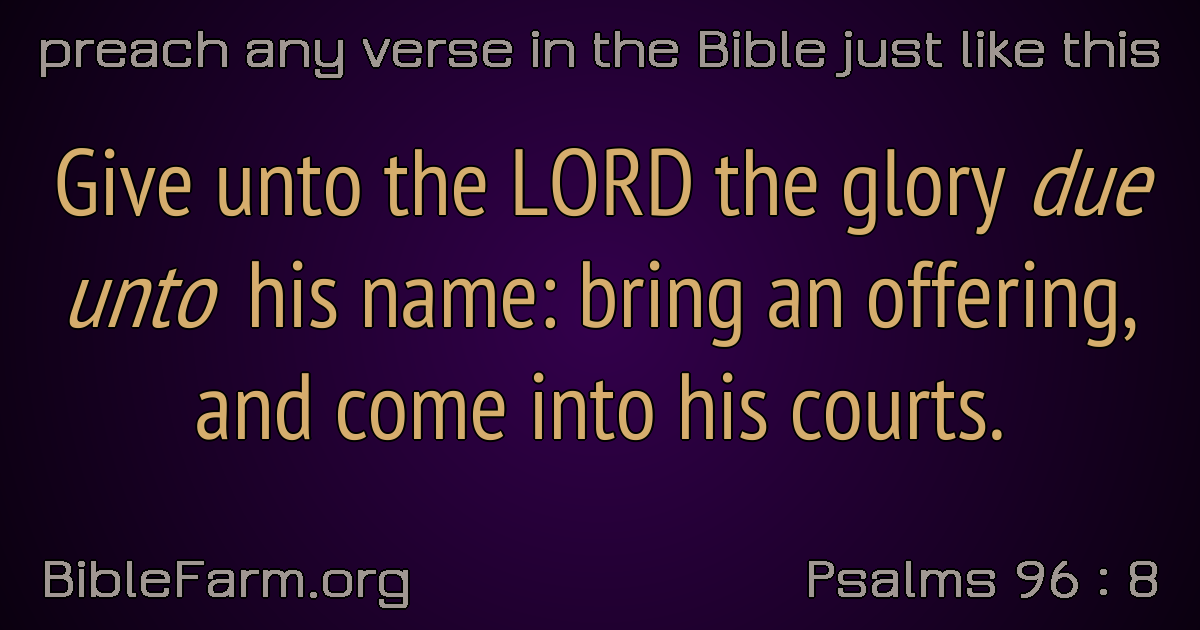 preach any verse in the Bible just like this
Give unto the LORD the glory due
unto his name: bring an offering,
and come into his courts.
BibleFarm.org
Psalms 96 : 8